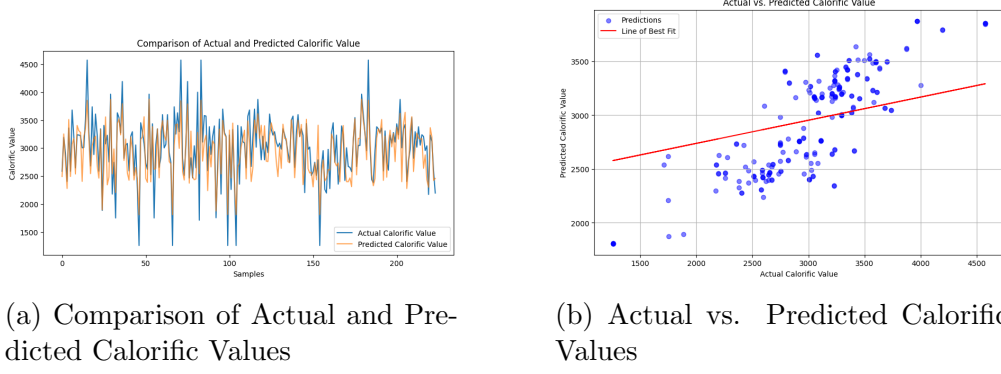 Comparison of Actual and Predicted Calorific Value
4500
4000
3500
3000
2500
2000
1500
Calorific Value
0
50
100
150
200
Samples
Actual Calorific Value
Predicted Calorific Value
(a) Comparison of Actual and Pre-
dicted Calorific Values
Actual vs. Predicted Calorific Value
Predictions
Line of Best Fit
3500
3000
2500
2000
Predicted Calorific Value
1500
2000
2500
3000
3500
4000
4500
Actual Calorific Value
(b) Actual vs. Predicted Calorific
Values